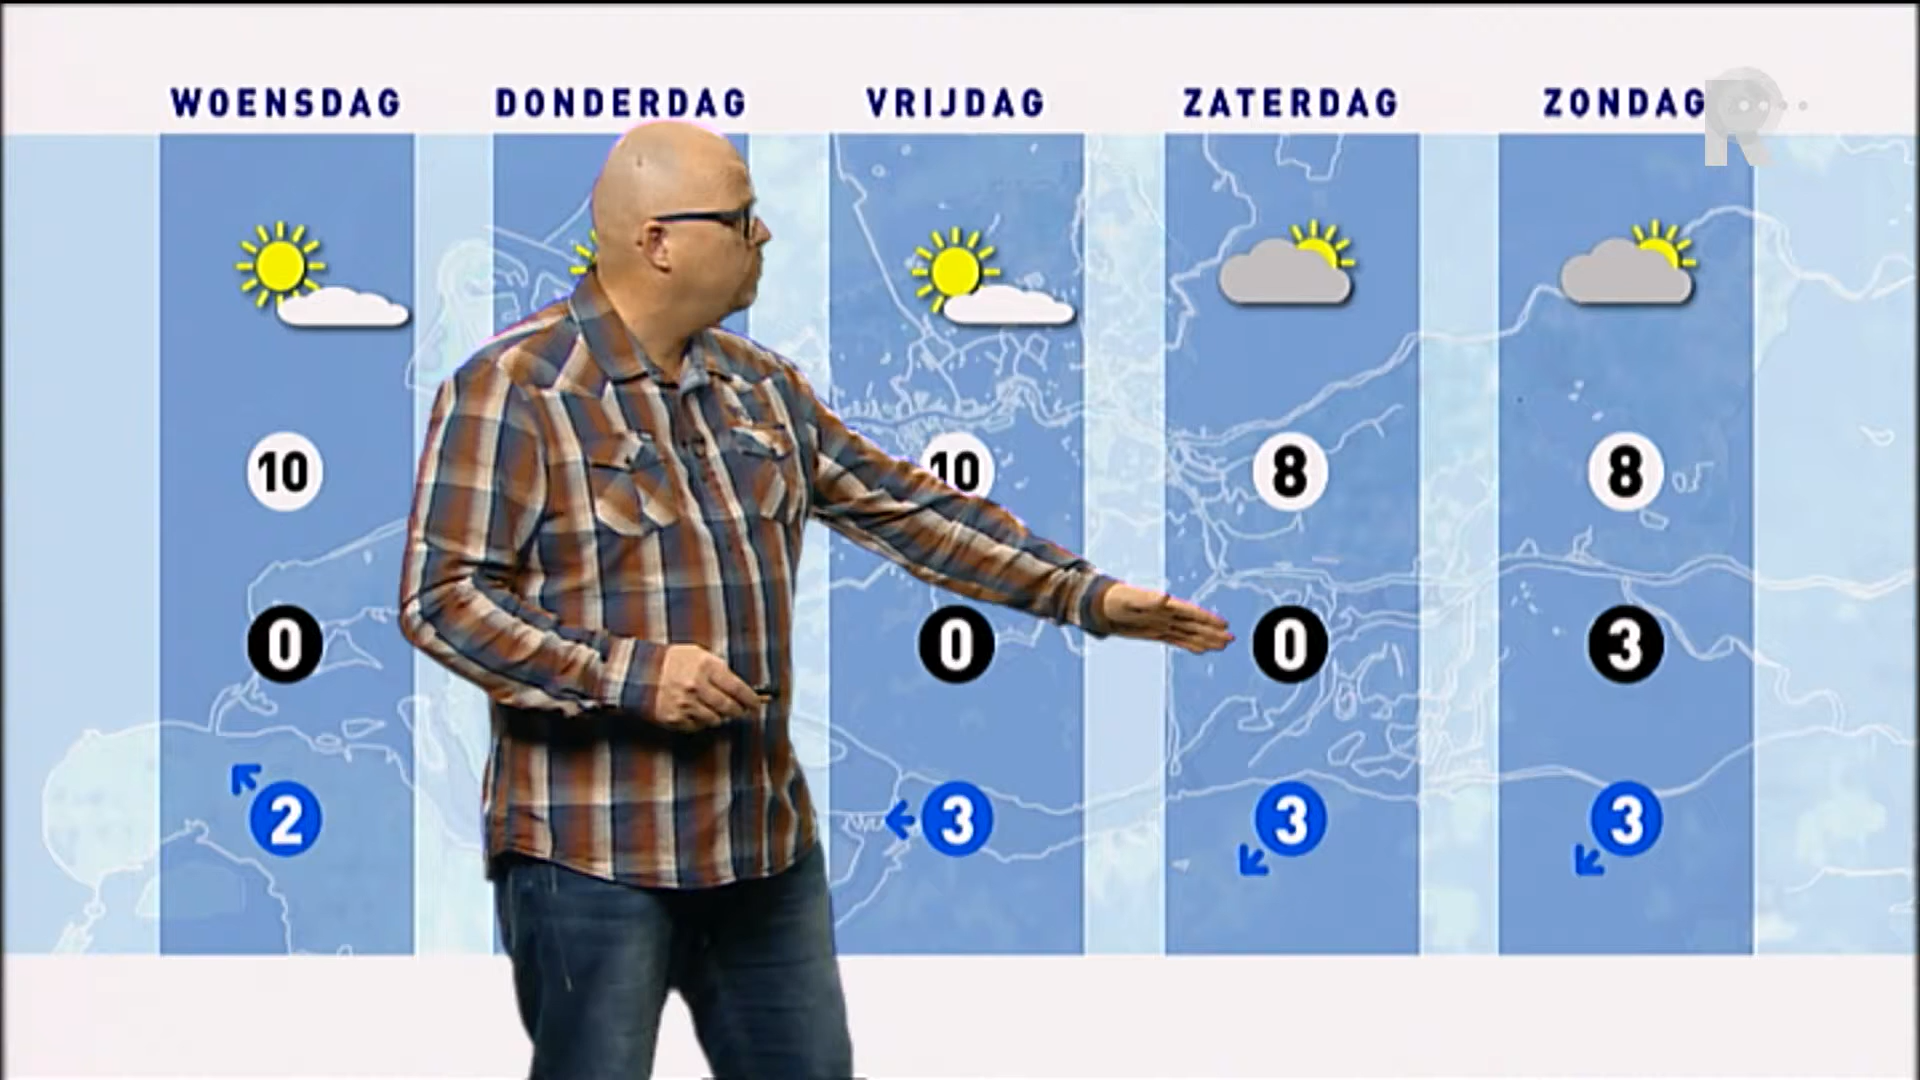 WOENSDAG DONDERDAG VRIJDAG ZATERDAG ZONDAG
R
10 10 8 8
0 0 0 3
2 3 3 3